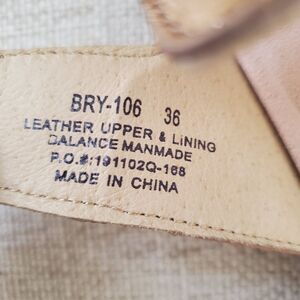 BRY-106 36
LEATHER UPPER & LINING
BALANCE MANMADE
P.O.#:191102Q-168
MADE IN CHINA